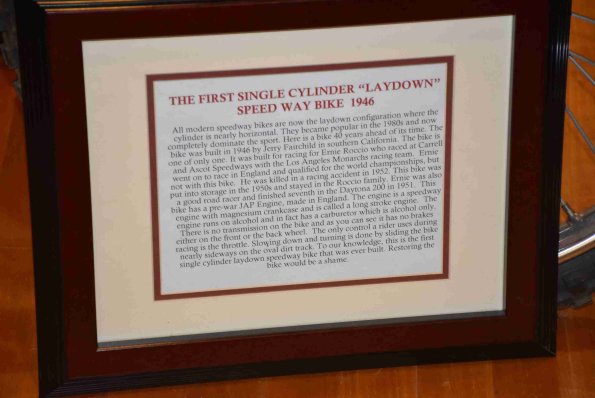 THE FIRST SINGLE CYLINDER “LAYDOWN”
SPEED WAY BIKE 1946
All modern speedway bikes are now the laydown configuration where the
cylinder is nearly horizontal. They became popular in the 1980s and now
completely dominate the sport. Here is a bike 40 years ahead of its time. The
bike was built in 1946 by Jerry Fairchild in southern California. The bike is
one of only one. It was built for racing for Ernie Roccio who raced at Carrell
and Ascot Speedways with the Los Angeles Monarchs racing team. Ernie
went on to race in England and qualified for the world championships, but
not with this bike. He was killed in a racing accident in 1952. This bike was
put into storage in the 1950s and stayed in the Roccio family. Ernie was also
a good road racer and finished seventh in the Daytona 200 in 1951. This
bike has a pre-war JAP Engine, made in England. The engine is a speedway
engine with magnesium crankcase and is called a long stroke engine. The
engine runs on alcohol and in fact has a carburetor which is alcohol only.
There is no transmission on the bike and as you can see it has no brakes
either on the front or the back wheel. The only control a rider uses during
racing is the throttle. Slowing down and turning is done by sliding the bike
nearly sideways on the oval dirt track. To our knowledge, this is the first
single cylinder laydown speedway bike that was ever built. Restoring the
bike would be a shame.